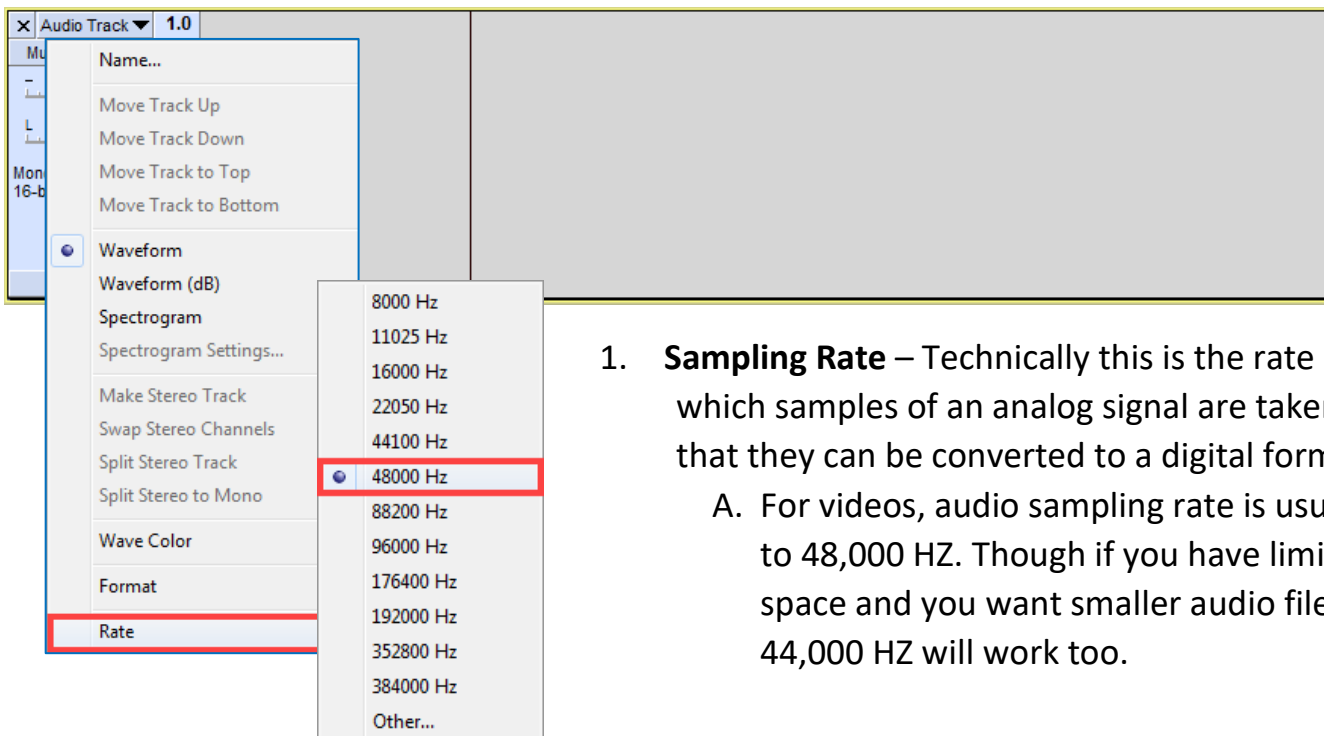 × Audio Track▼ 1.0
Mu
Name...
L
Mon
16-b
Move Track Up
Move Track Down
Move Track to Top
Move Track to Bottom
Waveform
Waveform (dB)
Spectrogram
Spectrogram Settings...
Make Stereo Track
Swap Stereo Channels
Split Stereo Track
Split Stereo to Mono
Wave Color
Format
Rate
8000 Hz
11025 Hz
16000 Hz
22050 Hz
44100 Hz
48000 Hz
88200 Hz
96000 Hz
176400 Hz
192000 Hz
352800 Hz
384000 Hz
Other...
1. Sampling Rate – Technically this is the rate
which samples of an analog signal are taken
that they can be converted to a digital form
A. For videos, audio sampling rate is usu
to 48,000 HZ. Though if you have limi
space and you want smaller audio file
44,000 HZ will work too.